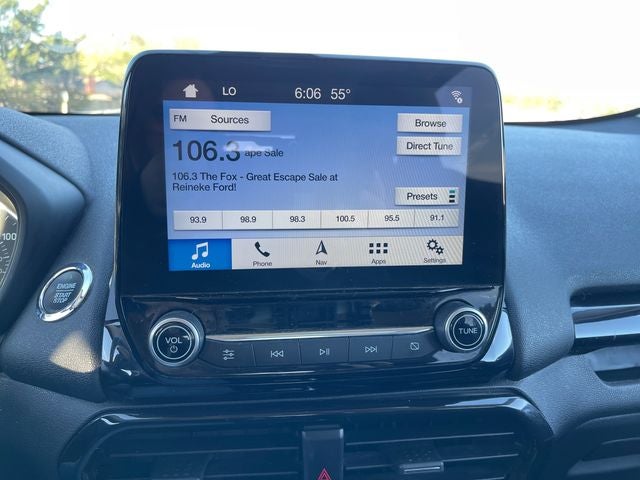 LO 6:06 55°
FM Sources
Browse
106.3 ape Sale
Direct Tune
106.3 The Fox - Great Escape Sale at
Reineke Ford!
Presets
93.9 98.9 98.3 100.5 95.5 91.1
Audio Phone Nav Apps Settings
100
ENGINE
START
STOP
VOL
TUNE